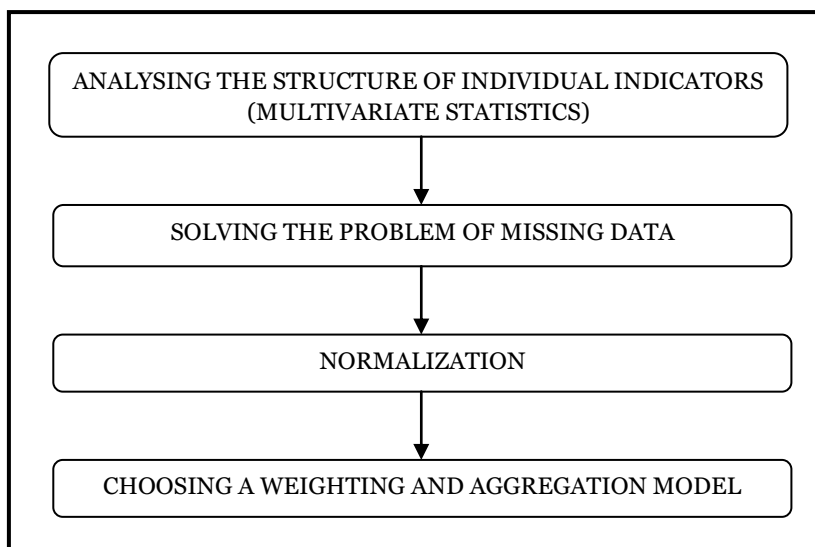 ANALYSING THE STRUCTURE OF INDIVIDUAL INDICATORS
(MULTIVARIATE STATISTICS)
SOLVING THE PROBLEM OF MISSING DATA
NORMALIZATION
CHOOSING A WEIGHTING AND AGGREGATION MODEL